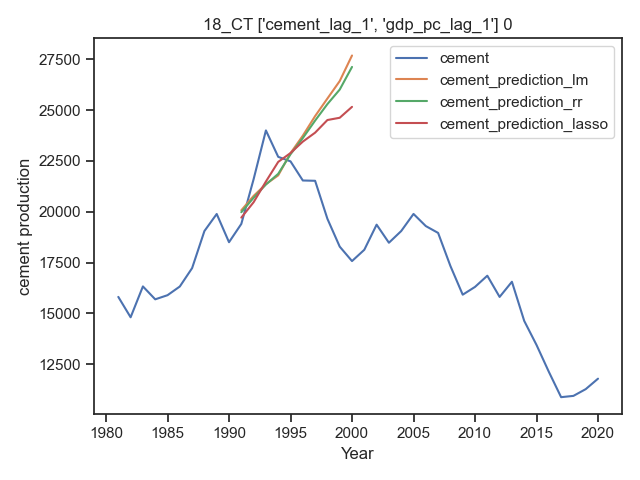 18_CT ['cement_lag_1', 'gdp_pc_lag_1'] 0
cement
cement_prediction_lm
cement_prediction_rr
cement_prediction_lasso
27500
25000
22500
20000
17500
15000
12500
cement production
1980 1985 1990 1995 2000 2005 2010 2015 2020
Year